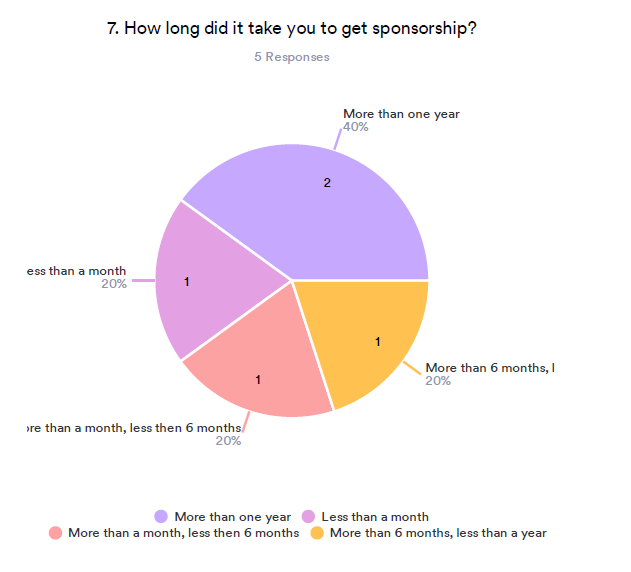 7. How long did it take you to get sponsorship?
5 Responses
More than one year
40%
2
ess than a month
20%
1
1
More than 6 months, l
20%
1
re than a month, less then 6 months
20%
More than one year
Less than a month
More than a month, less then 6 months
More than 6 months, less than a year